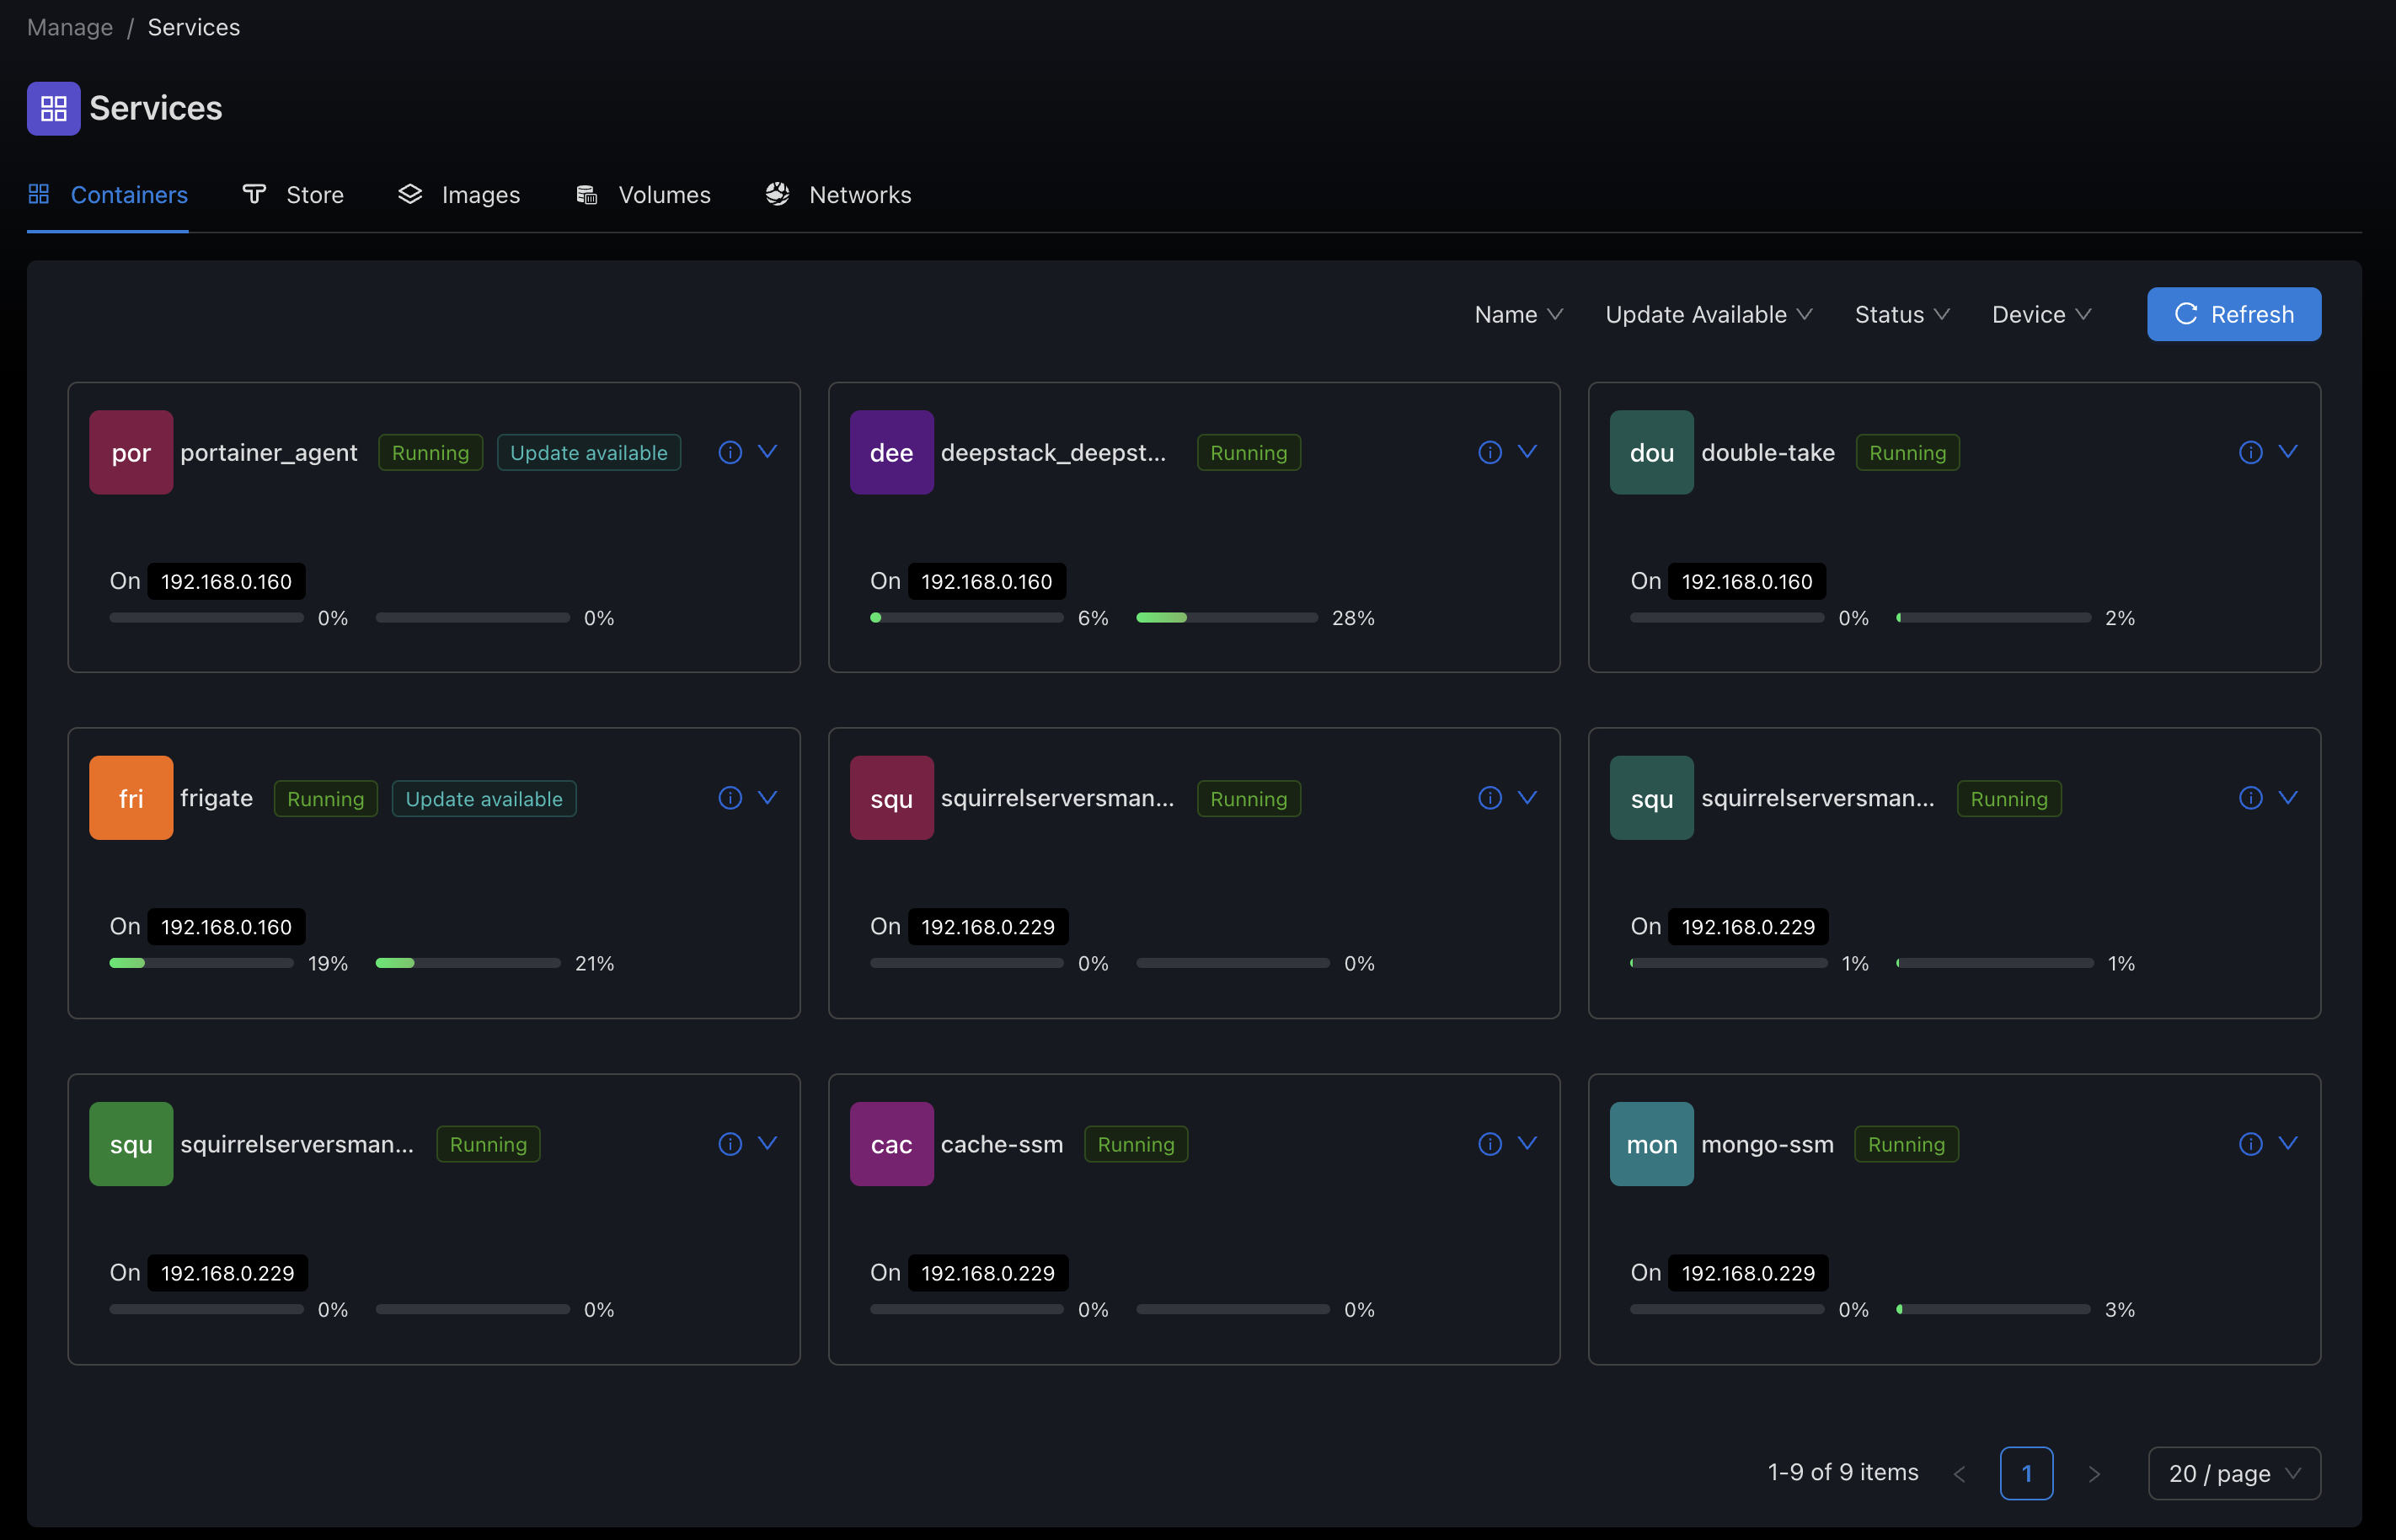 Manage / Services
Services
Containers Store Images Volumes Networks
Name Update Available Status Device Refresh
por portainer_agent Running Update available
On 192.168.0.160
0% 0%
dee deepstack_deepst... Running
On 192.168.0.160
6% 28%
dou double-take Running
On 192.168.0.160
0% 2%
fri frigate Running Update available
On 192.168.0.160
19% 21%
squ squirrelserversman... Running
On 192.168.0.229
0% 0%
squ squirrelserversman... Running
On 192.168.0.229
1% 1%
squ squirrelserversman... Running
On 192.168.0.229
0% 0%
cac cache-ssm Running
On 192.168.0.229
0% 0%
mon mongo-ssm Running
On 192.168.0.229
0% 3%
1-9 of 9 items < 1 > 20 / page